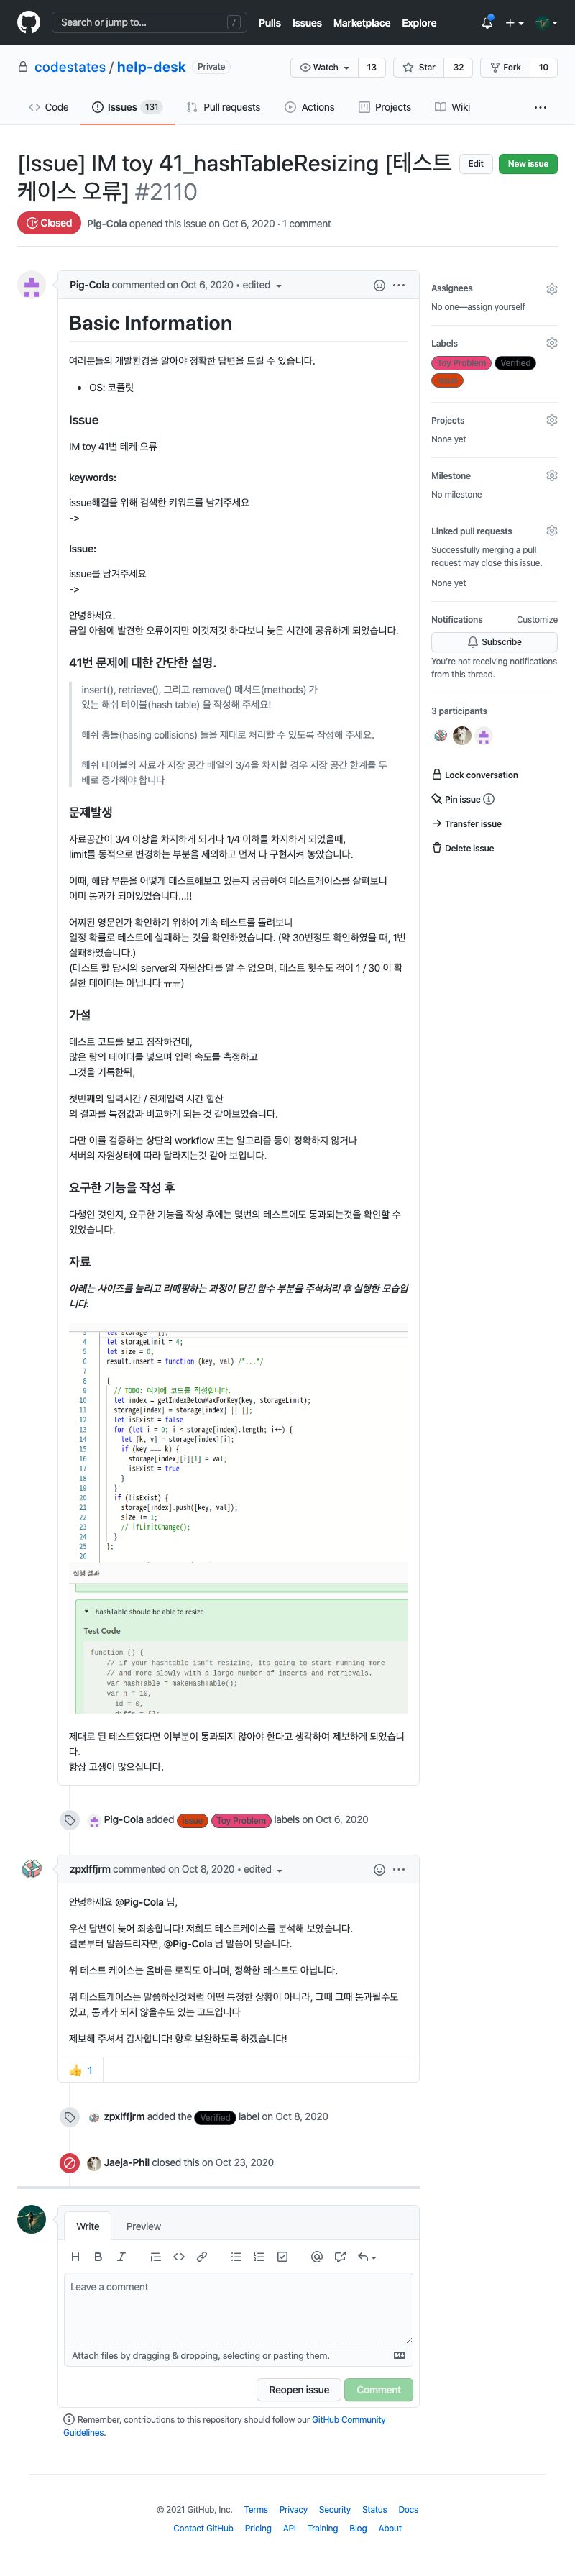 Search or jump to...
/
Pulls Issues Marketplace Explore
codestates / help-desk Private
Watch 13 Star 32 Fork 10
Code Issues 131 Pull requests Actions Projects Wiki
[Issue] IM toy 41_hashTableResizing [테스트
케이스 오류] #2110
Edit New issue
Closed Pig-Cola opened this issue on Oct 6, 2020 · 1 comment
Pig-Cola commented on Oct 6, 2020 • edited
Basic Information
여러분들의 개발환경을 알아야 정확한 답변을 드릴 수 있습니다.
OS: 코플릿
Issue
IM toy 41번 테케 오류
keywords:
issue해결을 위해 검색한 키워드를 남겨주세요
->
Issue:
issue를 남겨주세요
->
안녕하세요.
금일 아침에 발견한 오류이지만 이것저것 하다보니 늦은 시간에 공유하게 되었습니다.
41번 문제에 대한 간단한 설명.
insert(), retrieve(), 그리고 remove() 메서드(methods) 가
있는 해쉬 테이블(hash table) 을 작성해 주세요!
해쉬 충돌(hasing collisions) 들을 제대로 처리할 수 있도록 작성해 주세요.
해쉬 테이블의 자료가 저장 공간 배열의 3/4을 차지할 경우 저장 공간 한계를 두
배로 증가해야 합니다
문제발생
자료공간이 3/4 이상을 차지하게 되거나 1/4 이하를 차지하게 되었을때,
limit를 동적으로 변경하는 부분을 제외하고 먼저 다 구현시켜 놓았습니다.
이때, 해당 부분을 어떻게 테스트해보고 있는지 궁금하여 테스트케이스를 살펴보니
이미 통과가 되어있었습니다...!!
어찌된 영문인가 확인하기 위하여 계속 테스트를 돌려보니
일정 확률로 테스트에 실패하는 것을 확인하였습니다. (약 30번정도 확인하였을 때, 1번
실패하였습니다.)
(테스트 할 당시의 server의 자원상태를 알 수 없으며, 테스트 횟수도 적어 1 / 30 이 확
실한 데이터는 아닙니다 ㅠㅠ)
가설
테스트 코드를 보고 짐작하건데,
많은 량의 데이터를 넣으며 입력 속도를 측정하고
그것을 기록한뒤,
첫번째의 입력시간 / 전체입력 시간 합산
의 결과를 특정값과 비교하게 되는 것 같아보였습니다.
다만 이를 검증하는 상단의 workflow 또는 알고리즘 등이 정확하지 않거나
서버의 자원상태에 따라 달라지는것 같아 보입니다.
요구한 기능을 작성 후
다행인 것인지, 요구한 기능을 작성 후에는 몇번의 테스트에도 통과되는것을 확인할 수
있었습니다.
자료
아래는 사이즈를 늘리고 리매핑하는 과정이 담긴 함수 부분을 주석처리 후 실행한 모습입
니다.
3 let storage = [];
4 let storageLimit = 4;
5 let size = 0;
6 result.insert = function (key, val) /*...*/
7
8 {
9 // TODO: 여기에 코드를 작성합니다.
10 let index = getIndexBelowMaxForKey(key, storageLimit);
11 storage[index] = storage[index] || [];
12 let isExist = false
13 for (let i = 0; i < storage[index].length; i++) {
14 let [k, v] = storage[index][i];
15 if (key === k) {
16 storage[index][i][1] = val;
17 isExist = true
18 }
19 }
20 if (!isExist) {
21 storage[index].push([key, val]);
22 size += 1;
23 // ifLimitChange();
24 }
25 };
26
실행 결과
hashTable should be able to resize
Test Code
function () {
// if your hashtable isn't resizing, its going to start running more
// and more slowly with a large number of inserts and retrievals.
var hashTable = makeHashTable();
var n = 10,
id = 0,
diffs = [];
제대로 된 테스트였다면 이부분이 통과되지 않아야 한다고 생각하여 제보하게 되었습니
다.
항상 고생이 많으십니다.
Pig-Cola added Issue Toy Problem labels on Oct 6, 2020
zpxlffjrm commented on Oct 8, 2020 • edited
안녕하세요 @Pig-Cola 님,
우선 답변이 늦어 죄송합니다! 저희도 테스트케이스를 분석해 보았습니다.
결론부터 말씀드리자면, @Pig-Cola 님 말씀이 맞습니다.
위 테스트 케이스는 올바른 로직도 아니며, 정확한 테스트도 아닙니다.
위 테스트케이스는 말씀하신것처럼 어떤 특정한 상황이 아니라, 그때 그때 통과될수도
있고, 통과가 되지 않을수도 있는 코드입니다
제보해 주셔서 감사합니다! 향후 보완하도록 하겠습니다!
1
zpxlffjrm added the Verified label on Oct 8, 2020
Jaeja-Phil closed this on Oct 23, 2020
Write Preview
Leave a comment
Attach files by dragging & dropping, selecting or pasting them.
Reopen issue Comment
Remember, contributions to this repository should follow our GitHub Community
Guidelines.
Assignees
No one—assign yourself
Labels
Toy Problem Verified
Issue
Projects
None yet
Milestone
No milestone
Linked pull requests
Successfully merging a pull
request may close this issue.
None yet
Notifications Customize
Subscribe
You're not receiving notifications
from this thread.
3 participants
Lock conversation
Pin issue
Transfer issue
Delete issue
© 2021 GitHub, Inc. Terms Privacy Security Status Docs
Contact GitHub Pricing API Training Blog About